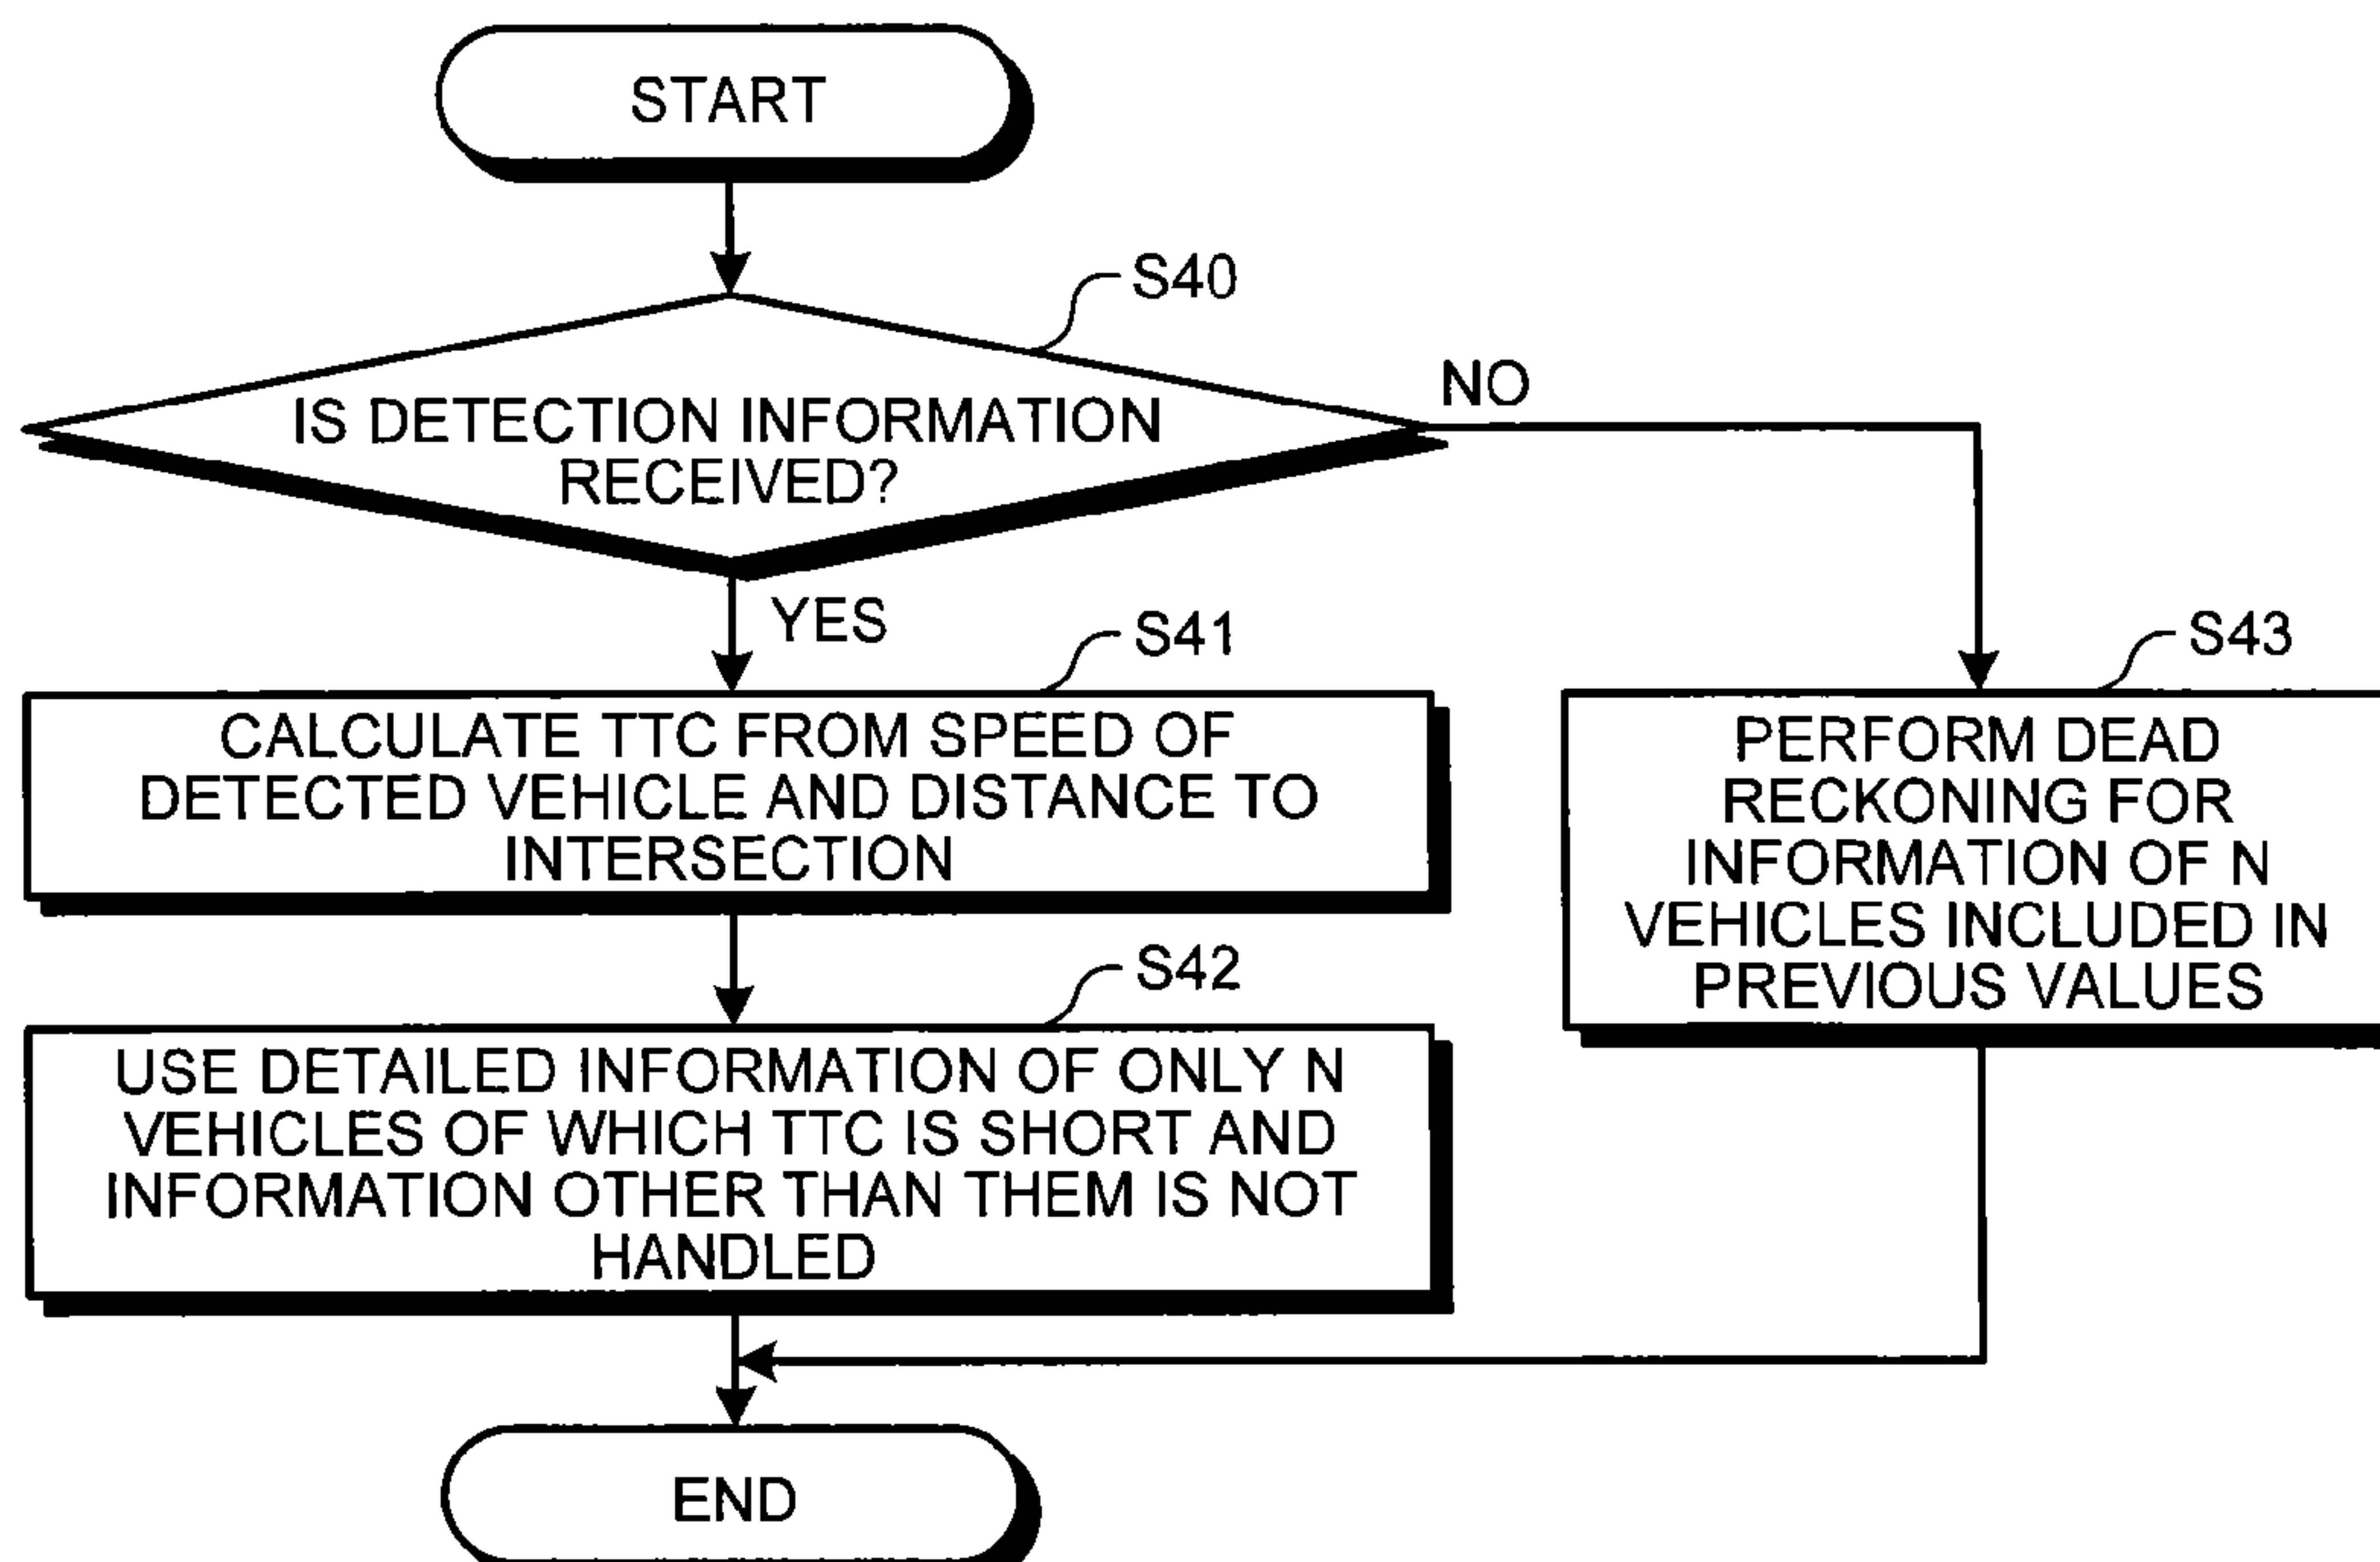 START
S40
IS DETECTION INFORMATION
RECEIVED?
NO
YES
S41
CALCULATE TTC FROM SPEED OF
DETECTED VEHICLE AND DISTANCE TO
INTERSECTION
S42
USE DETAILED INFORMATION OF ONLY N
VEHICLES OF WHICH TTC IS SHORT AND
INFORMATION OTHER THAN THEM IS NOT
HANDLED
S43
PERFORM DEAD
RECKONING FOR
INFORMATION OF N
VEHICLES INCLUDED IN
PREVIOUS VALUES
END